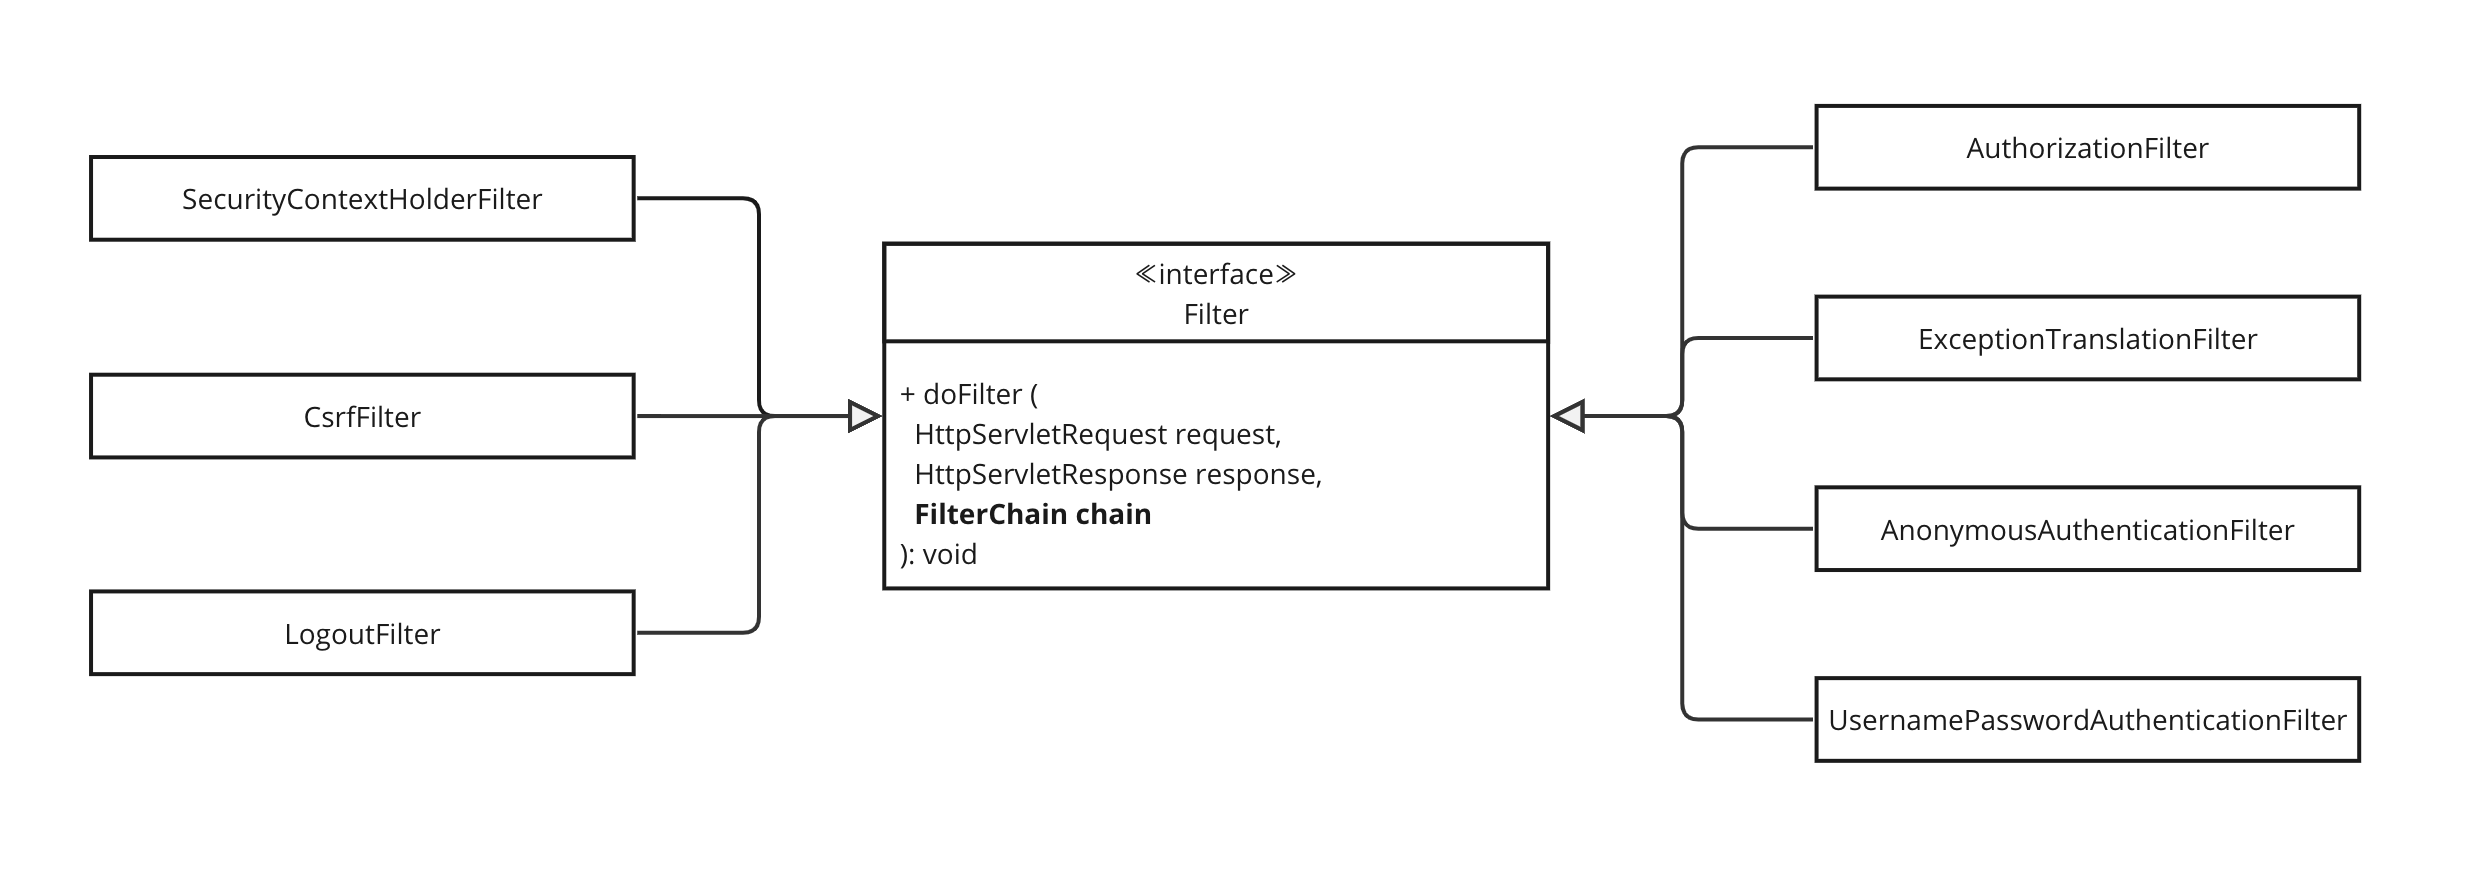 SecurityContextHolderFilter
CsrfFilter
LogoutFilter
≪interface≫
Filter
+ doFilter (
HttpServletRequest request,
HttpServletResponse response,
FilterChain chain
): void
AuthorizationFilter
ExceptionTranslationFilter
AnonymousAuthenticationFilter
UsernamePasswordAuthenticationFilter